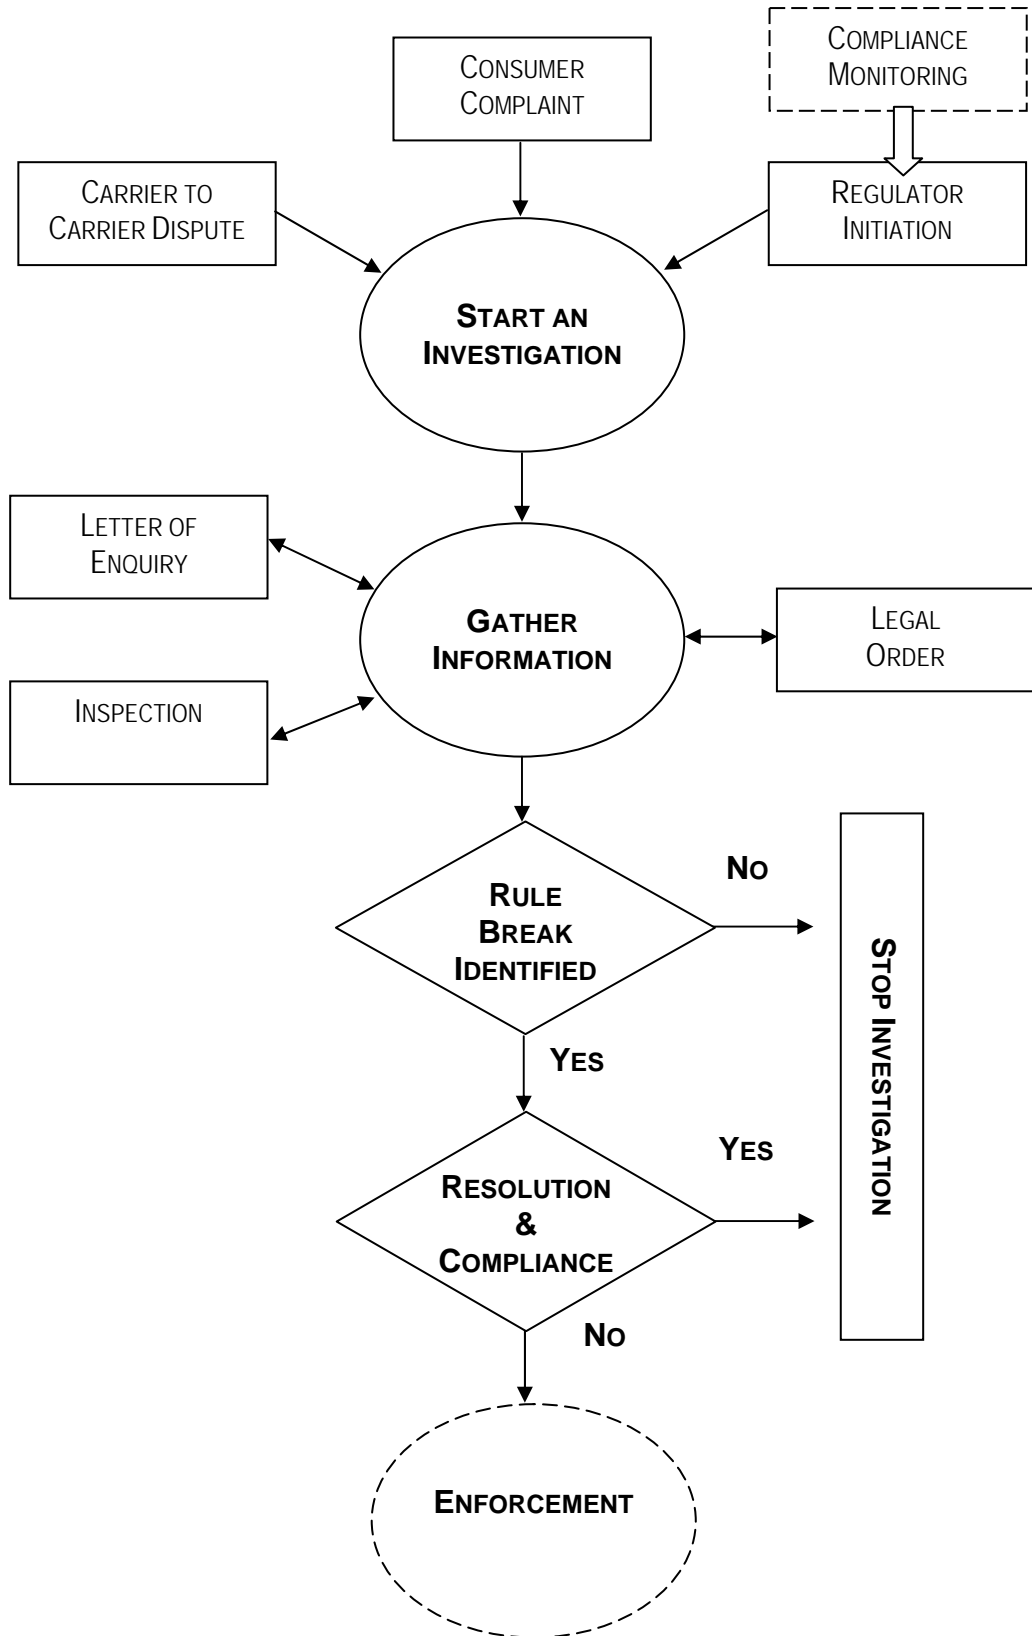 COMPLIANCE
MONITORING
CONSUMER
COMPLAINT
CARRIER TO
CARRIER DISPUTE
REGULATOR
INITIATION
START AN
INVESTIGATION
LETTER OF
ENQUIRY
GATHER
INFORMATION
LEGAL
ORDER
INSPECTION
RULE
BREAK
IDENTIFIED
NO
STOP INVESTIGATION
YES
RESOLUTION
&
COMPLIANCE
YES
NO
ENFORCEMENT